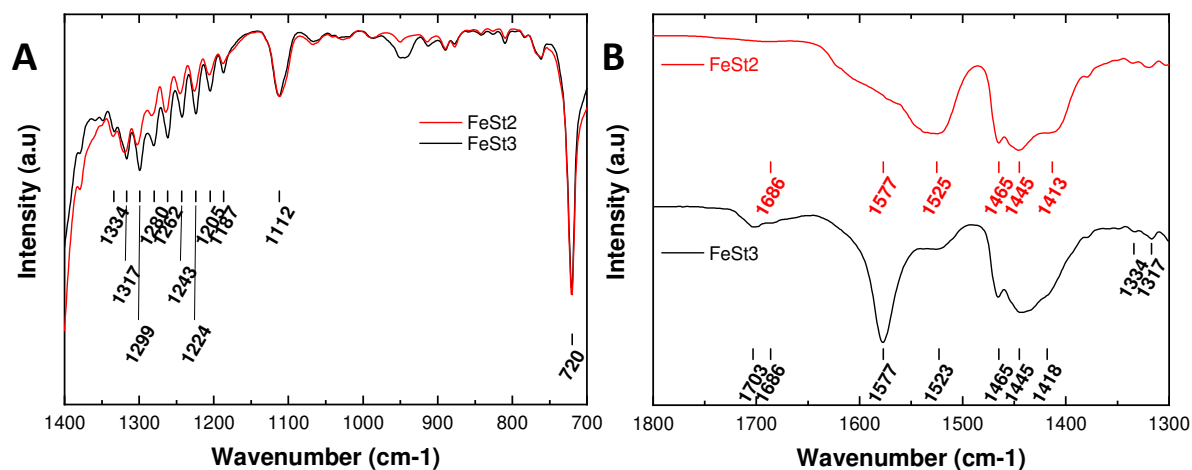 A
Intensity (a.u)
FeSt2
FeSt3
1334
1317
1299
1280
1262
1243
1224
1205
1187
1112
720
1400 1300 1200 1100 1000 900 800 700
Wavenumber (cm-1)
B
Intensity (a.u)
FeSt2
1686
1577
1525
1465
1445
1413
FeSt3
1334
1317
1703
1686
1577
1523
1465
1445
1418
1800 1700 1600 1500 1400 1300
Wavenumber (cm-1)